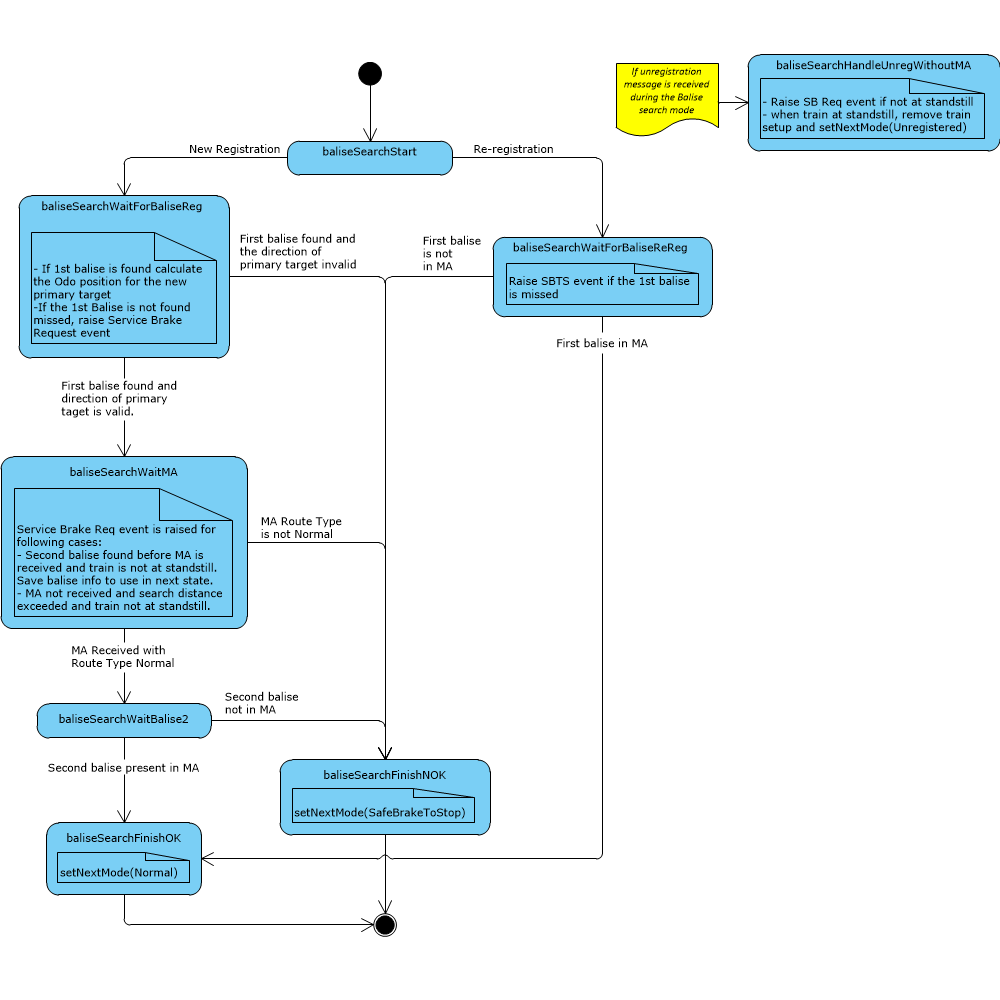 If unregistration
message is received
during the Balise
search mode
baliseSearchHandleUnregWithoutMA
- Raise SB Req event if not at standstill
- when train at standstill, remove train
setup and setNextMode(Unregistered)
baliseSearchStart
New Registration
Re-registration
baliseSearchWaitForBaliseReg
- If 1st balise is found calculate
the Odo position for the new
primary target
-If the 1st Balise is not found
missed, raise Service Brake
Request event
First balise found and
the direction of
primary target invalid
First balise
is not
in MA
baliseSearchWaitForBaliseReReg
Raise SBTS event if the 1st balise
is missed
First balise in MA
First balise found and
direction of primary
taget is valid.
baliseSearchWaitMA
Service Brake Req event is raised for
following cases:
- Second balise found before MA is
received and train is not at standstill.
Save balise info to use in next state.
- MA not received and search distance
exceeded and train not at standstill.
MA Route Type
is not Normal
MA Received with
Route Type Normal
baliseSearchWaitBalise2
Second balise
not in MA
Second balise present in MA
baliseSearchFinishNOK
setNextMode(SafeBrakeToStop)
baliseSearchFinishOK
setNextMode(Normal)